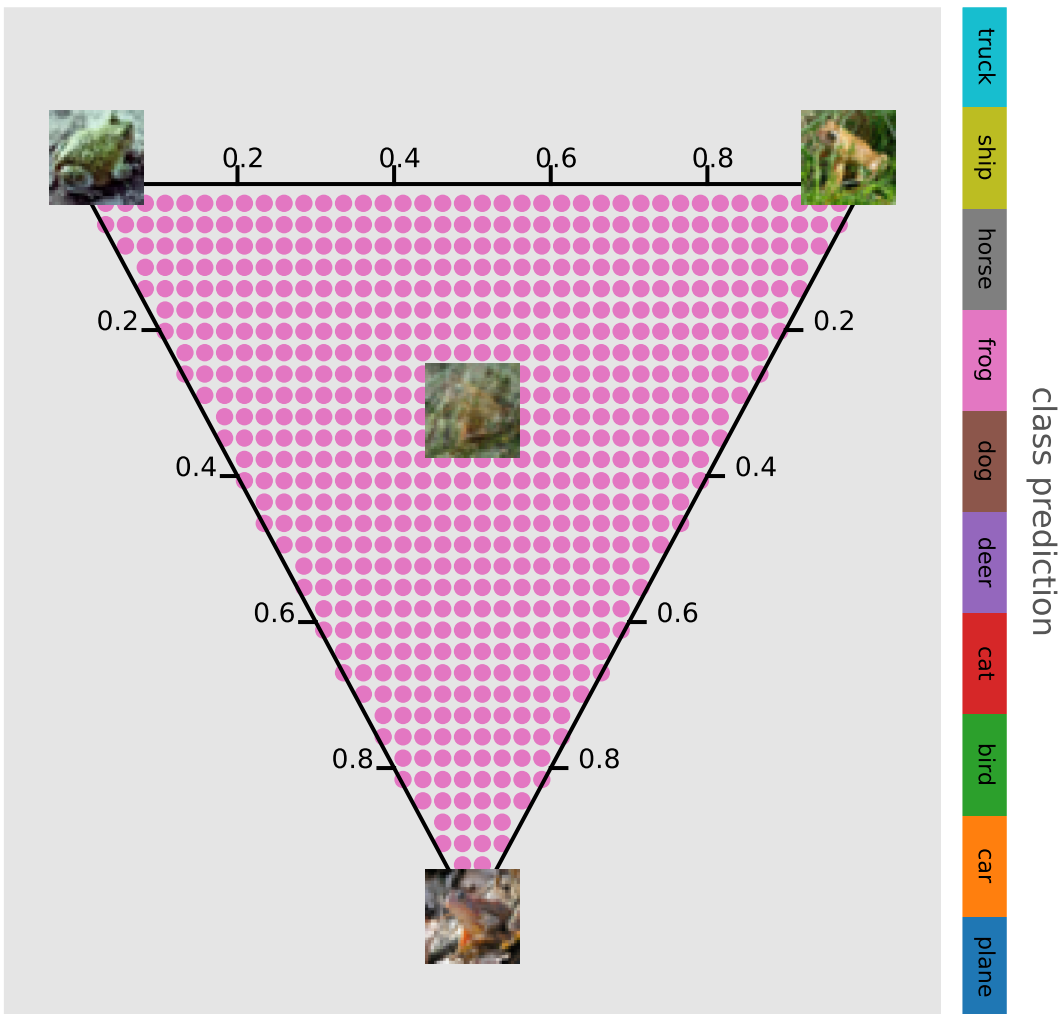 0.2 0.4 0.6 0.8
0.2 0.2
0.4 0.4
0.6 0.6
0.8 0.8
truck
ship
horse
frog
dog
deer
cat
bird
car
plane
class prediction